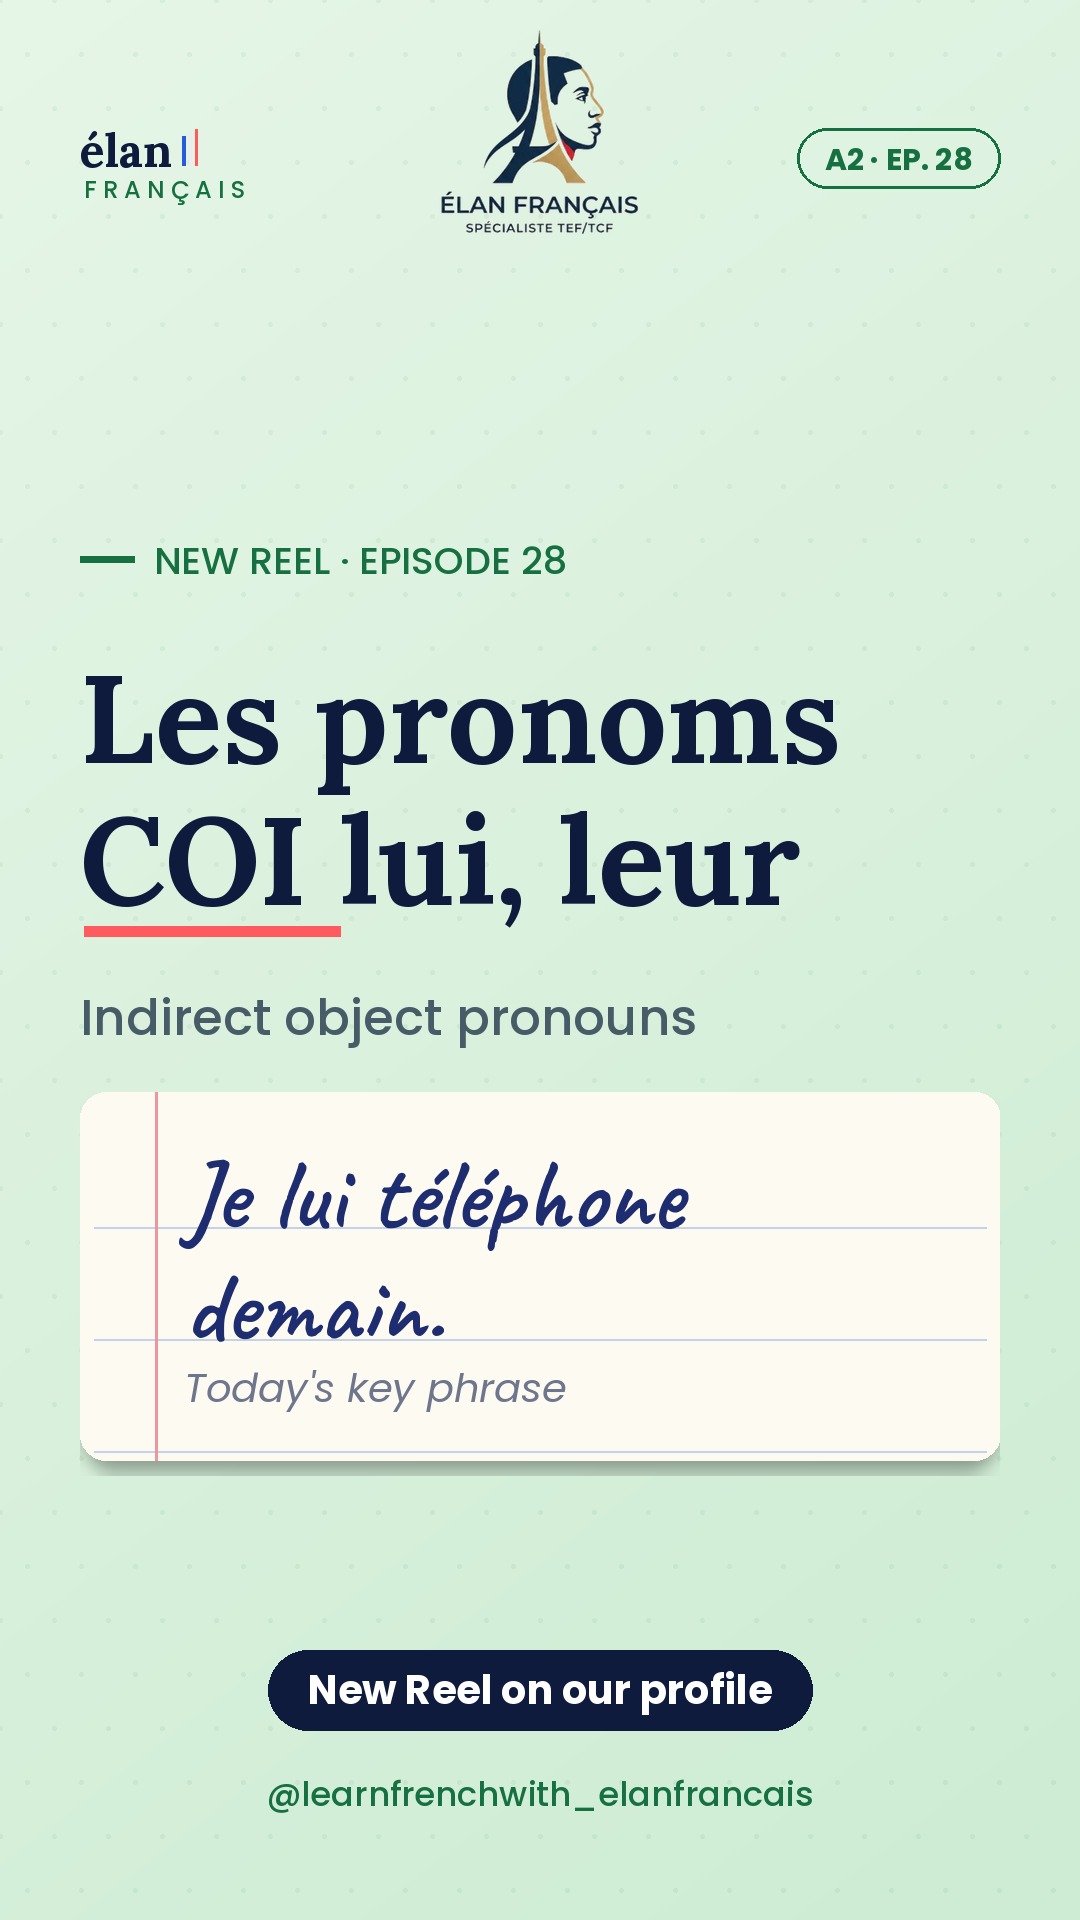 élan
FRANÇAIS
ÉLAN FRANÇAIS
SPÉCIALISTE TEF/TCF
A2 · EP. 28
NEW REEL · EPISODE 28
Les pronoms
COI lui, leur
Indirect object pronouns
Je lui téléphone
demain.
Today's key phrase
New Reel on our profile
@learnfrenchwith_elanfrancais